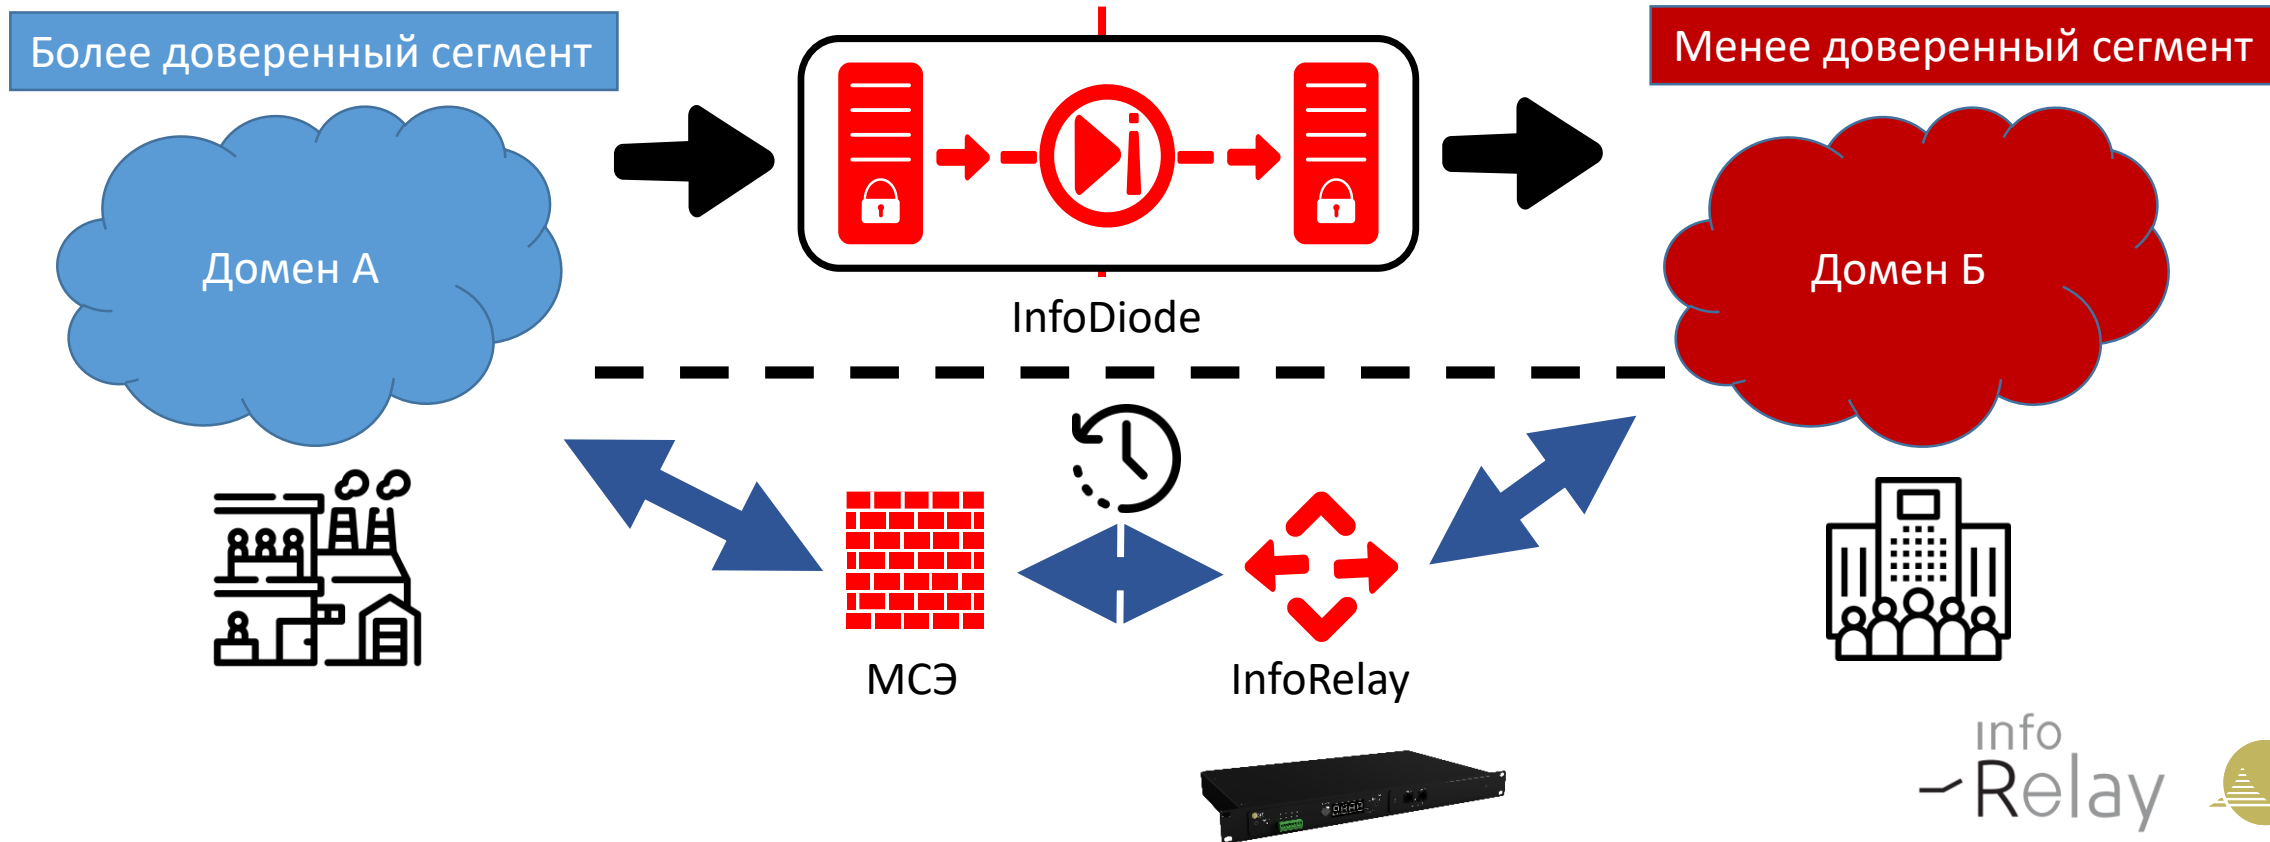 Более доверенный сегмент
Менее доверенный сегмент
Домен А
Домен Б
InfoDiode
МСЭ
InfoRelay
info
Relay